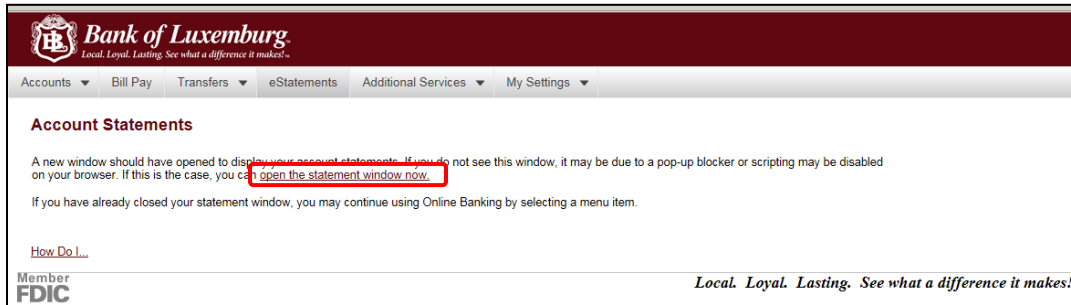 BL
Bank of Luxemburg
Local. Loyal. Lasting. See what a difference it makes!
Accounts Bill Pay Transfers eStatements Additional Services My Settings
Account Statements
A new window should have opened to display your account statements. If you do not see this window, it may be due to a pop-up blocker or scripting may be disabled
on your browser. If this is the case, you can open the statement window now.
If you have already closed your statement window, you may continue using Online Banking by selecting a menu item.
How Do I...
Member
FDIC
Local. Loyal. Lasting. See what a difference it makes!